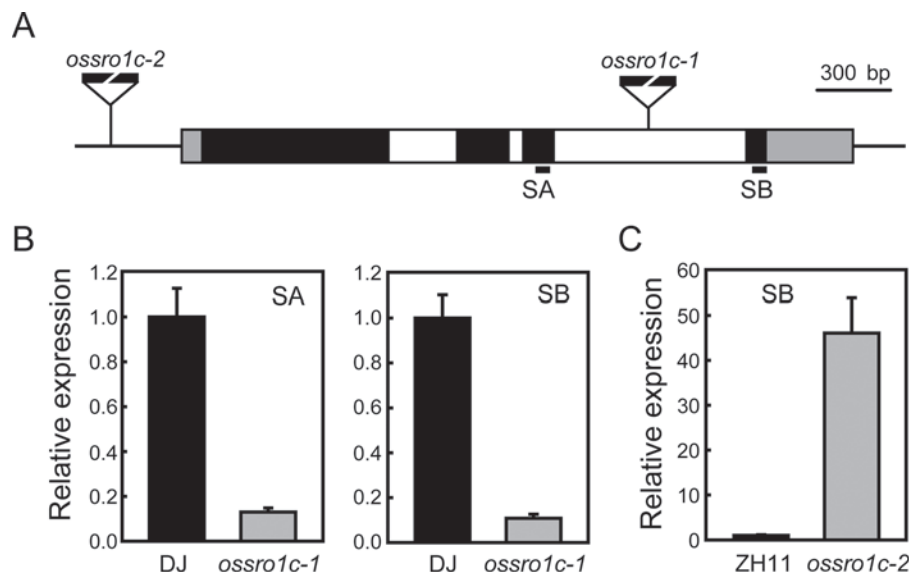 A
ossro1c-2
ossro1c-1
300 bp
SA
SB
B
Relative expression
1.2
1.0
0.8
0.6
0.4
0.2
0.0
SA
DJ
ossro1c-1
1.2
1.0
0.8
0.6
0.4
0.2
0.0
SB
DJ
ossro1c-1
C
Relative expression
60
50
40
30
20
10
0
SB
ZH11
ossro1c-2